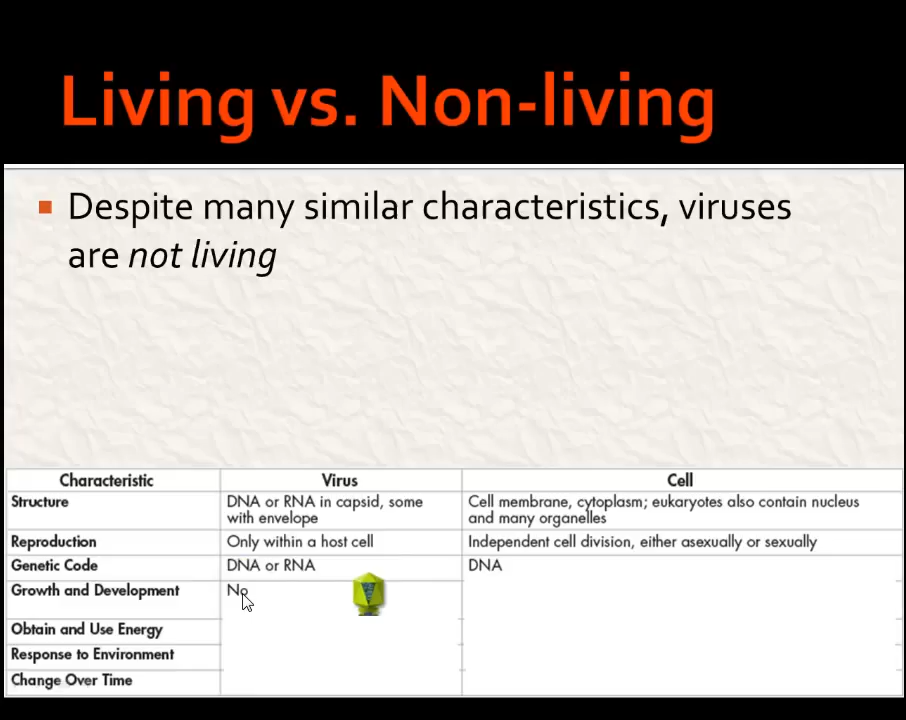 Living vs. Non-living
Despite many similar characteristics, viruses
are not living
Characteristic Virus Cell
Structure DNA or RNA in capsid, some Cell membrane, cytoplasm; eukaryotes also contain nucleus
with envelope and many organelles
Reproduction Only within a host cell Independent cell division, either asexually or sexually
Genetic Code DNA or RNA DNA
Growth and Development No
Obtain and Use Energy
Response to Environment
Change Over Time